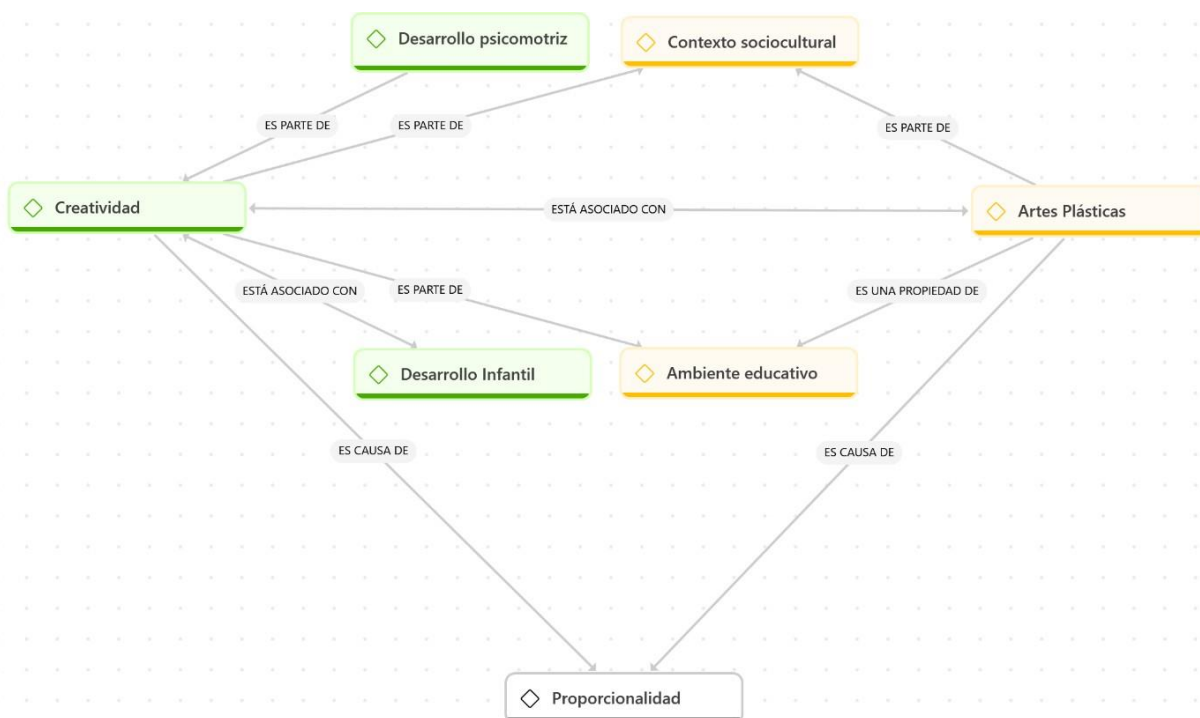 Desarrollo psicomotriz
Contexto sociocultural
ES PARTE DE
ES PARTE DE
ES PARTE DE
Creatividad
ESTÁ ASOCIADO CON
Artes Plásticas
ESTÁ ASOCIADO CON
ES PARTE DE
ES UNA PROPIEDAD DE
Desarrollo Infantil
Ambiente educativo
ES CAUSA DE
ES CAUSA DE
Proporcionalidad